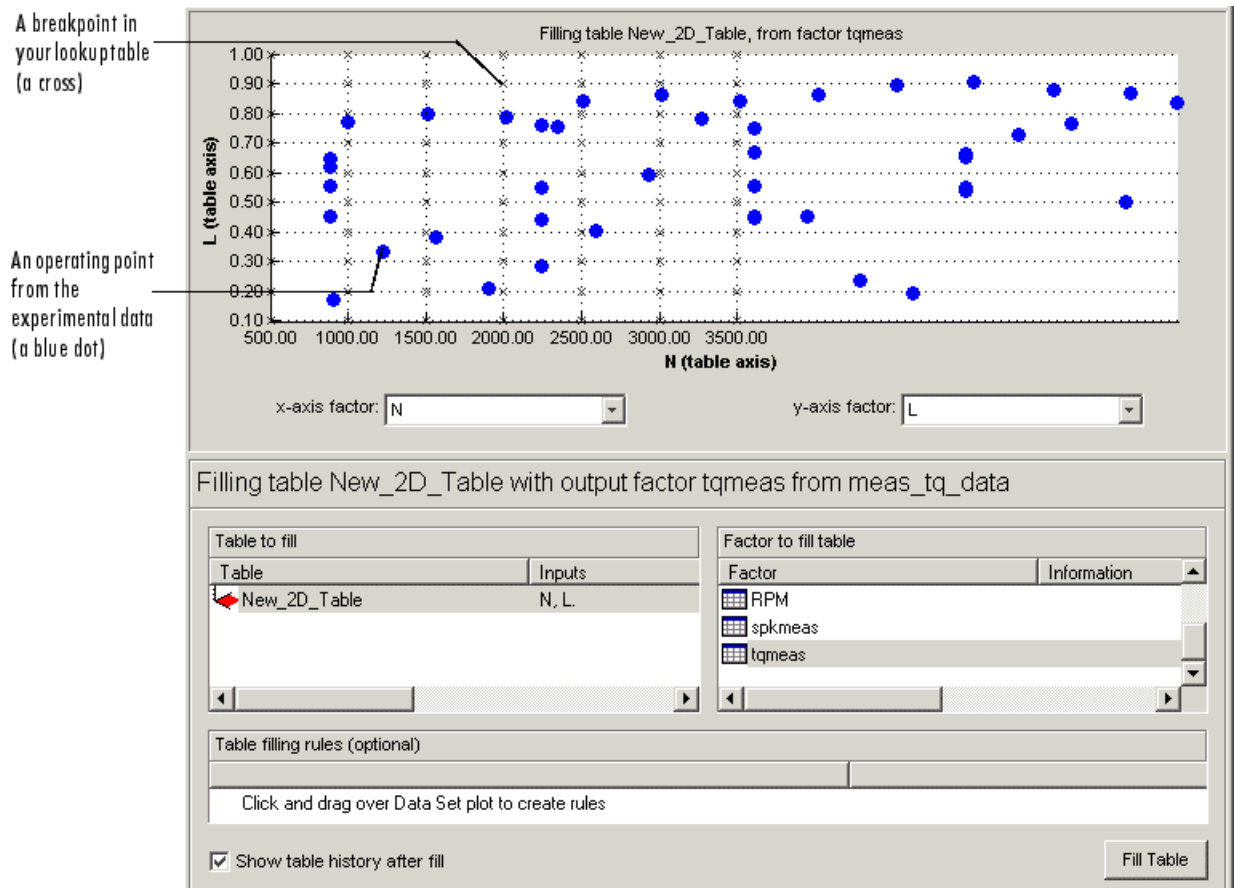 A breakpoint in
your lookup table
(a cross)
Filling table New_2D_Table, from factor tqmeas
L (table axis)
1.00
0.90
0.80
0.70
0.60
0.50
0.40
0.30
0.20
0.10
An operating point
from the
experimental data
(a blue dot)
500.00 1000.00 1500.00 2000.00 2500.00 3000.00 3500.00
N (table axis)
x-axis factor: N y-axis factor: L
Filling table New_2D_Table with output factor tqmeas from meas_tq_data
Table to fill
Table Inputs
New_2D_Table N, L.
Factor to fill table
Factor Information
RPM
spkmeas
tqmeas
Table filling rules (optional)
Click and drag over Data Set plot to create rules
Show table history after fill
Fill Table